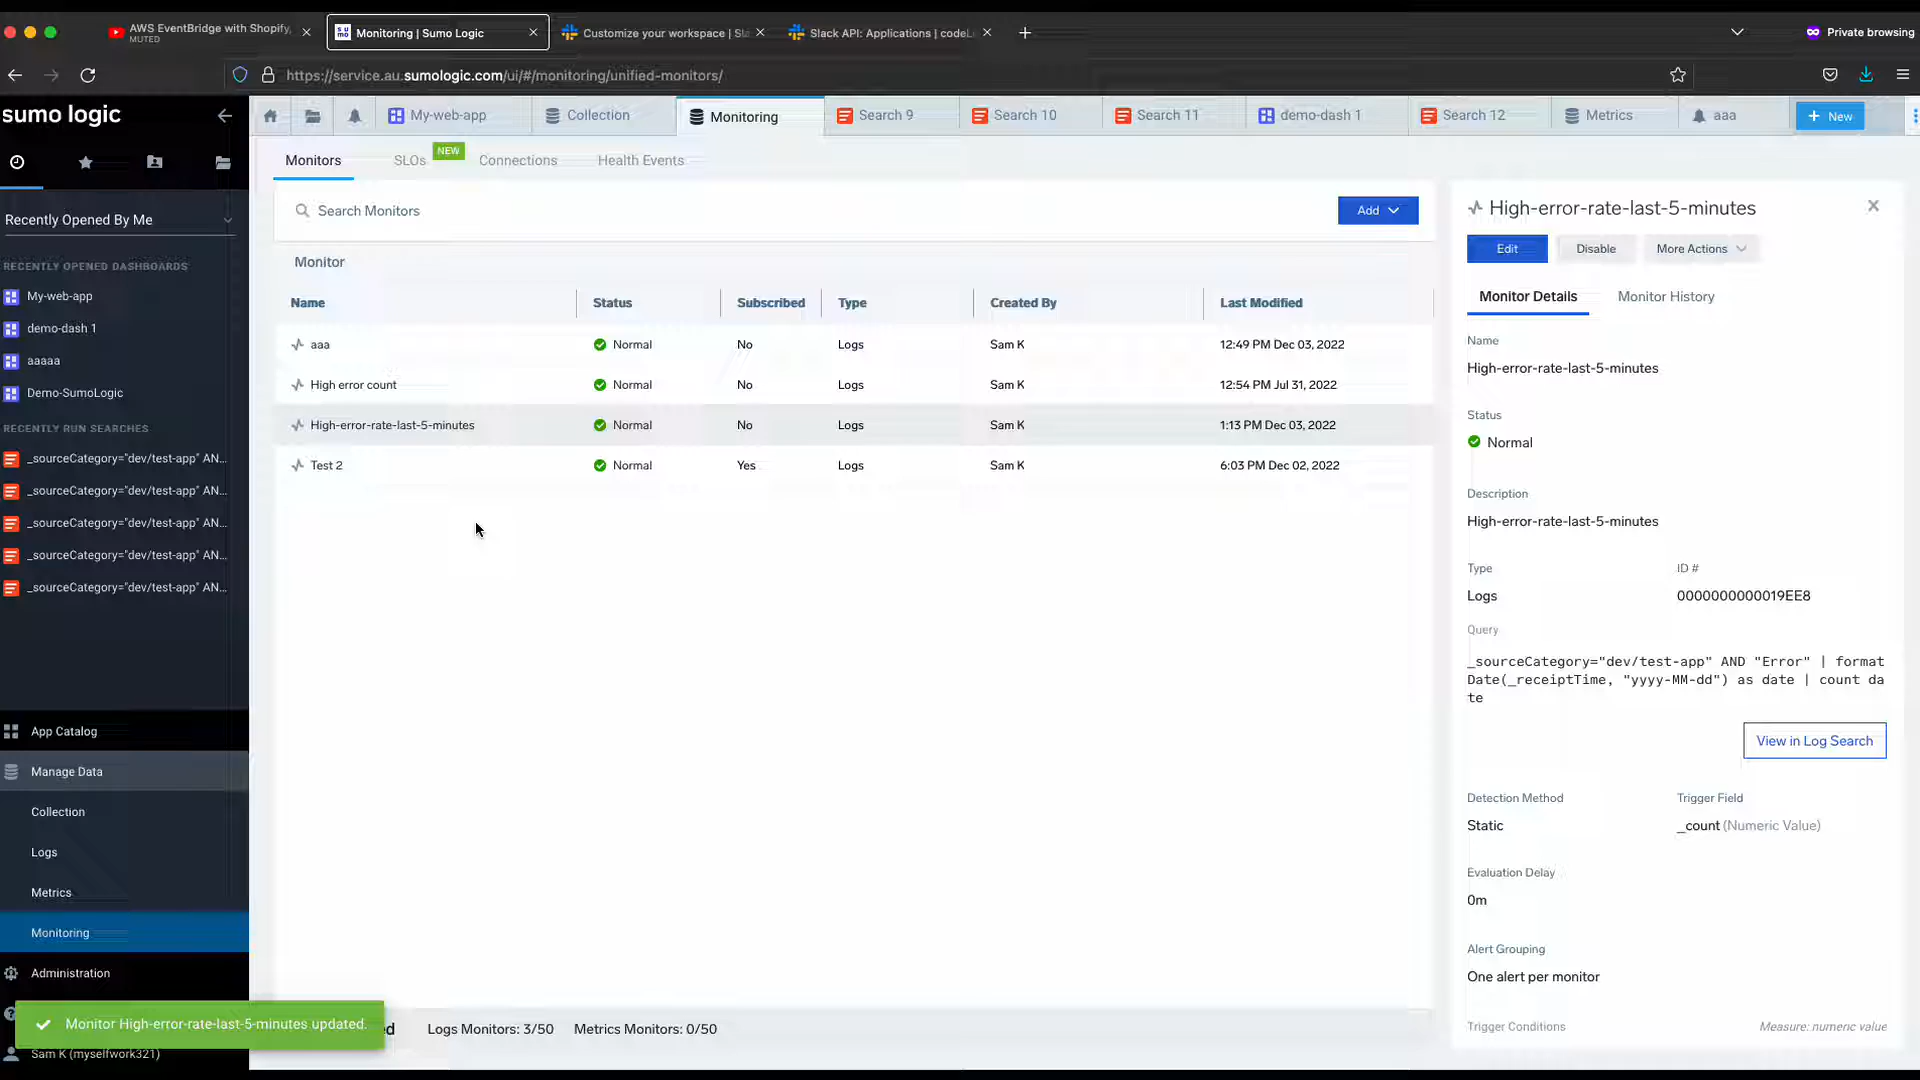 AWS EventBridge with Shopify,
MUTED
Monitoring | Sumo Logic
Customize your workspace | Sl
Slack API: Applications | codeL
Private browsing
https://service.au.sumologic.com/ui/#/monitoring/unified-monitors/
sumo logic
My-web-app
Collection
Monitoring
Search 9
Search 10
Search 11
demo-dash 1
Search 12
Metrics
aaa
+ New
Monitors
SLOs
NEW
Connections
Health Events
Recently Opened By Me
RECENTLY OPENED DASHBOARDS
My-web-app
demo-dash 1
aaaaa
Demo-SumoLogic
RECENTLY RUN SEARCHES
_sourceCategory="dev/test-app" AN...
_sourceCategory="dev/test-app" AN...
_sourceCategory="dev/test-app" AN...
_sourceCategory="dev/test-app" AN...
_sourceCategory="dev/test-app" AN...
App Catalog
Manage Data
Collection
Logs
Metrics
Monitoring
Administration
Monitor High-error-rate-last-5-minutes updated.
Sam K (myselfwork321)
Search Monitors
Add
Monitor
Name Status Subscribed Type Created By Last Modified
aaa Normal No Logs Sam K 12:49 PM Dec 03, 2022
High error count Normal No Logs Sam K 12:54 PM Jul 31, 2022
High-error-rate-last-5-minutes Normal No Logs Sam K 1:13 PM Dec 03, 2022
Test 2 Normal Yes Logs Sam K 6:03 PM Dec 02, 2022
Logs Monitors: 3/50 Metrics Monitors: 0/50
High-error-rate-last-5-minutes
Edit
Disable
More Actions
Monitor Details
Monitor History
Name
High-error-rate-last-5-minutes
Status
Normal
Description
High-error-rate-last-5-minutes
Type ID #
Logs 0000000000019EE8
Query
_sourceCategory="dev/test-app" AND "Error" | format
Date(_receiptTime, "yyyy-MM-dd") as date | count da
te
View in Log Search
Detection Method Trigger Field
Static _count (Numeric Value)
Evaluation Delay
0m
Alert Grouping
One alert per monitor
Trigger Conditions Measure: numeric value